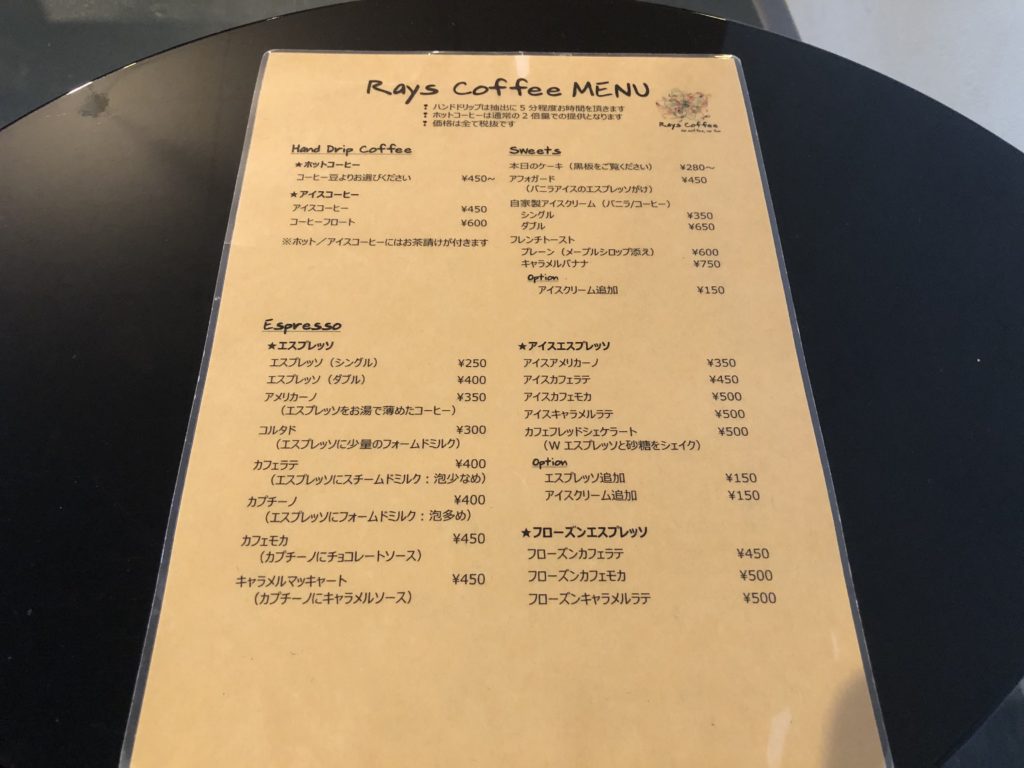 Rays Coffee MENU
! ハンドドリップは抽出に 5 分程度お時間を頂きます
! ホットコーヒーは通常の 2 倍量での提供となります
! 価格は全て税抜です
Rays Coffee
Hand Drip Coffee
★ホットコーヒー
コーヒー豆よりお選びください ¥450～
★アイスコーヒー
アイスコーヒー ¥450
コーヒーフロート ¥600
※ホット／アイスコーヒーにはお茶請けが付きます
Sweets
本日のケーキ（黒板をご覧ください） ¥280～
アフォガード ¥450
（バニラアイスのエスプレッソがけ）
自家製アイスクリーム（バニラ/コーヒー）
シングル ¥350
ダブル ¥650
フレンチトースト
プレーン（メープルシロップ添え） ¥600
キャラメルバナナ ¥750
Option
アイスクリーム追加 ¥150
Espresso
★エスプレッソ
エスプレッソ（シングル） ¥250
エスプレッソ（ダブル） ¥400
アメリカーノ ¥350
（エスプレッソをお湯で薄めたコーヒー）
コルタド ¥300
（エスプレッソに少量のフォームドミルク）
カフェラテ ¥400
（エスプレッソにスチームドミルク：泡少なめ）
カプチーノ ¥400
（エスプレッソにフォームドミルク：泡多め）
カフェモカ ¥450
（カプチーノにチョコレートソース）
キャラメルマッキャート ¥450
（カプチーノにキャラメルソース）
★アイスエスプレッソ
アイスアメリカーノ ¥350
アイスカフェラテ ¥450
アイスカフェモカ ¥500
アイスキャラメルラテ ¥500
カフェフレッドシェケラート ¥500
（W エスプレッソと砂糖をシェイク）
Option
エスプレッソ追加 ¥150
アイスクリーム追加 ¥150
★フローズンエスプレッソ
フローズンカフェラテ ¥450
フローズンカフェモカ ¥500
フローズンキャラメルラテ ¥500